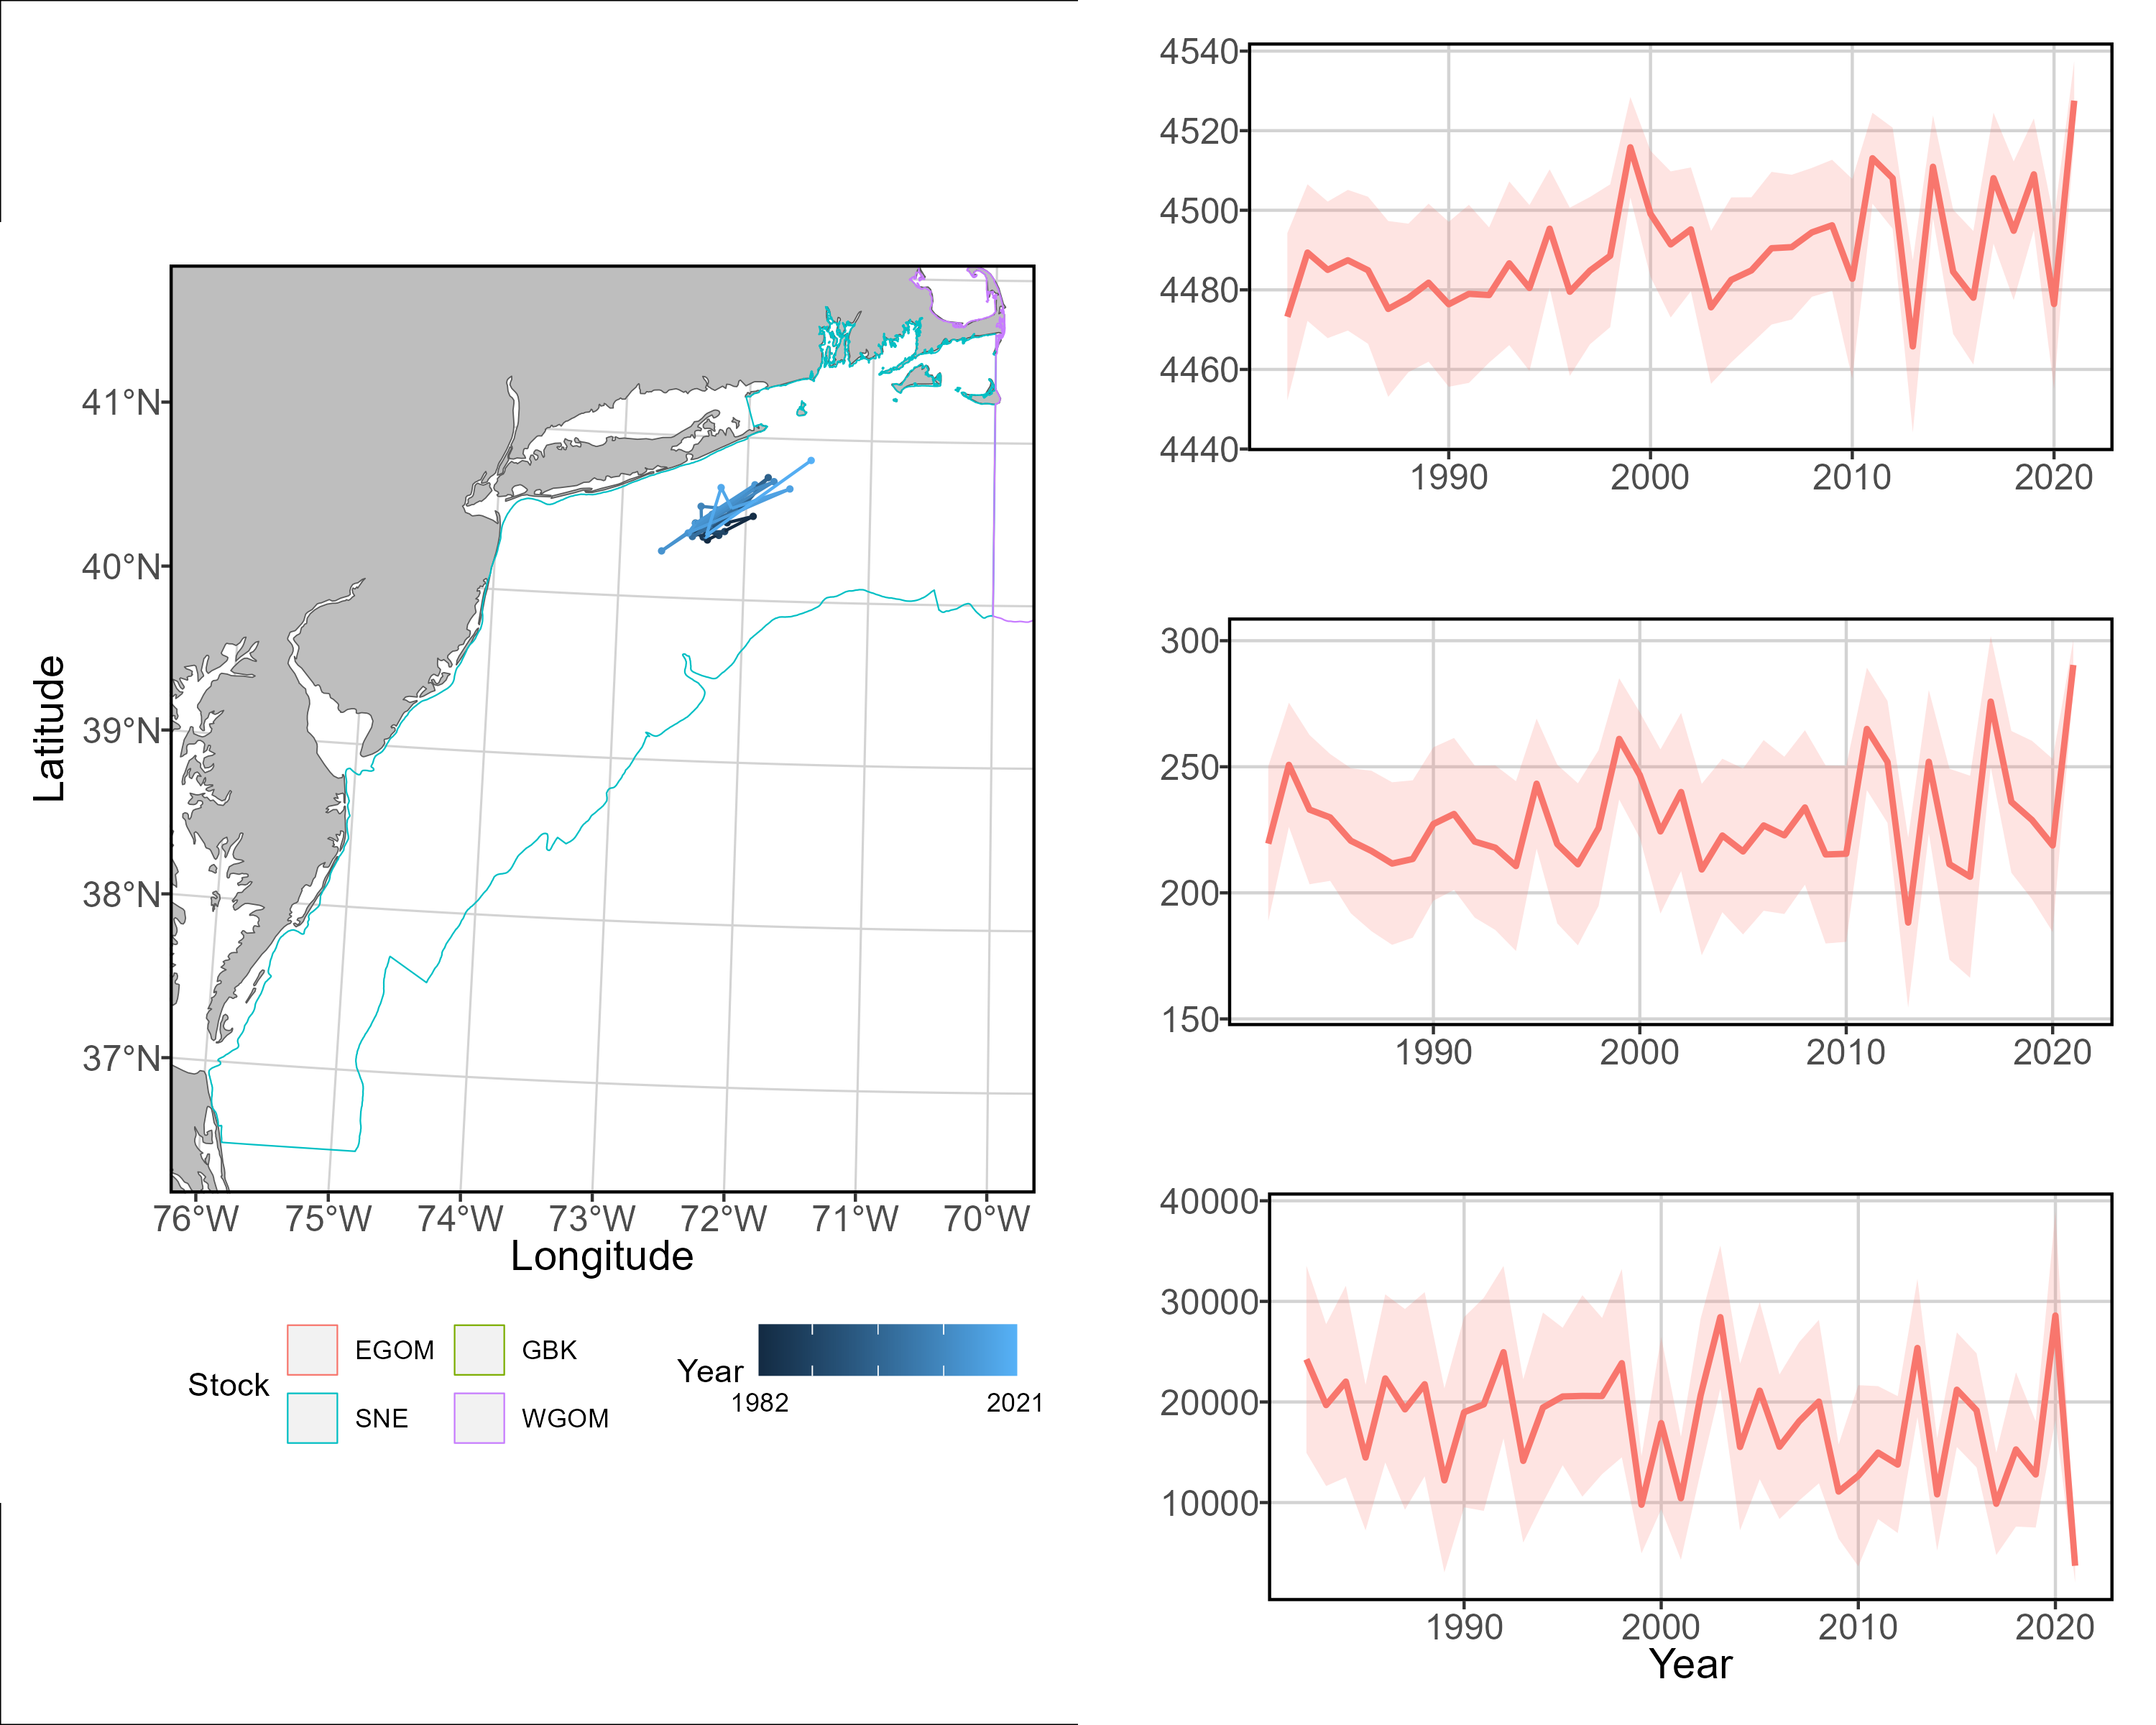 41°N
40°N
39°N
38°N
37°N
Latitude
76°W 75°W 74°W 73°W 72°W 71°W 70°W
Longitude
Stock
EGOM GBK
SNE WGOM
Year
1982 2021
4540
4520
4500
4480
4460
4440
1990 2000 2010 2020
300
250
200
150
1990 2000 2010 2020
40000
30000
20000
10000
1990 2000 2010 2020
Year